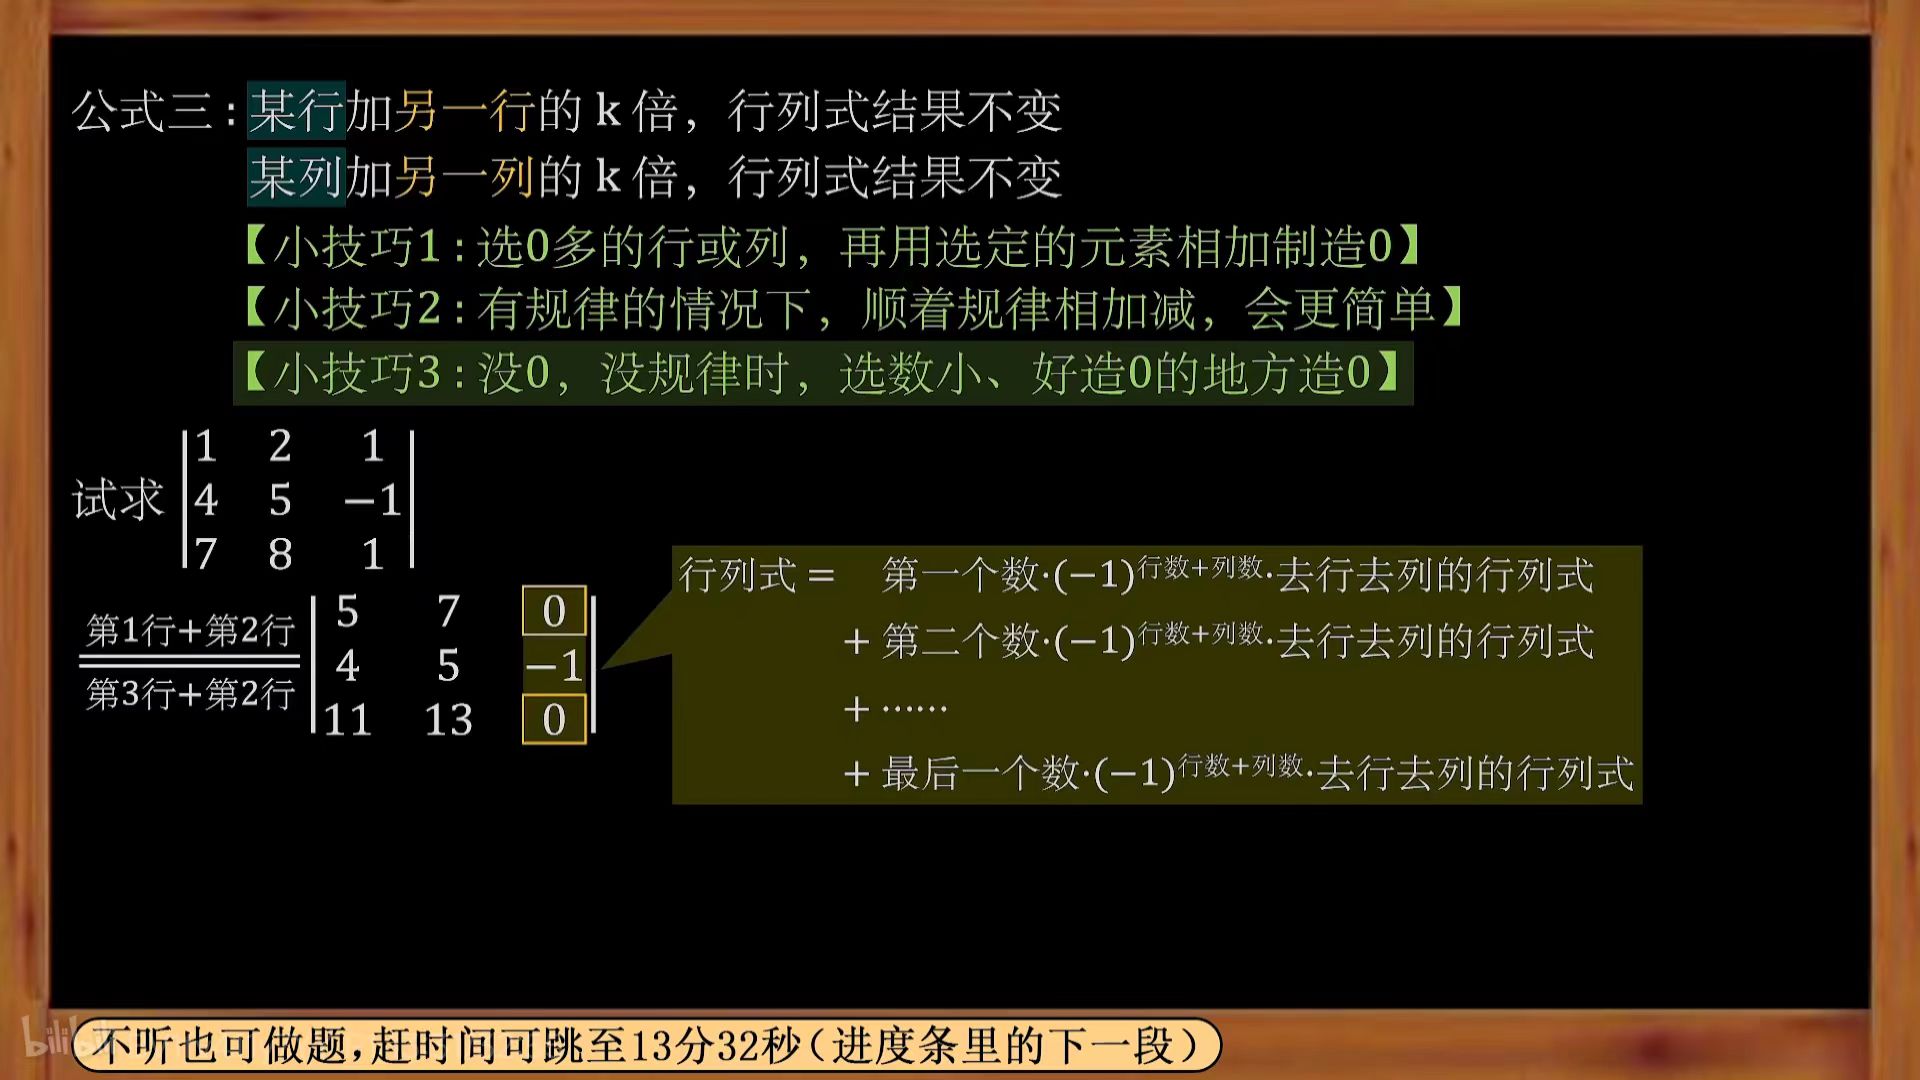 公式三：某行加另一行的 k 倍，行列式结果不变
某列加另一列的 k 倍，行列式结果不变
【小技巧1：选0多的行或列，再用选定的元素相加制造0】
【小技巧2：有规律的情况下，顺着规律相加减，会更简单】
【小技巧3：没0，没规律时，选数小、好造0的地方造0】
试求
1 2 1
4 5 −1
7 8 1
第1行+第2行
第3行+第2行
5 7 0
4 5 −1
11 13 0
行列式 = 第一个数·(−1)^行数+列数·去行去列的行列式
+ 第二个数·(−1)^行数+列数·去行去列的行列式
+ ……
+ 最后一个数·(−1)^行数+列数·去行去列的行列式
不听也可做题，赶时间可跳至13分32秒（进度条里的下一段）